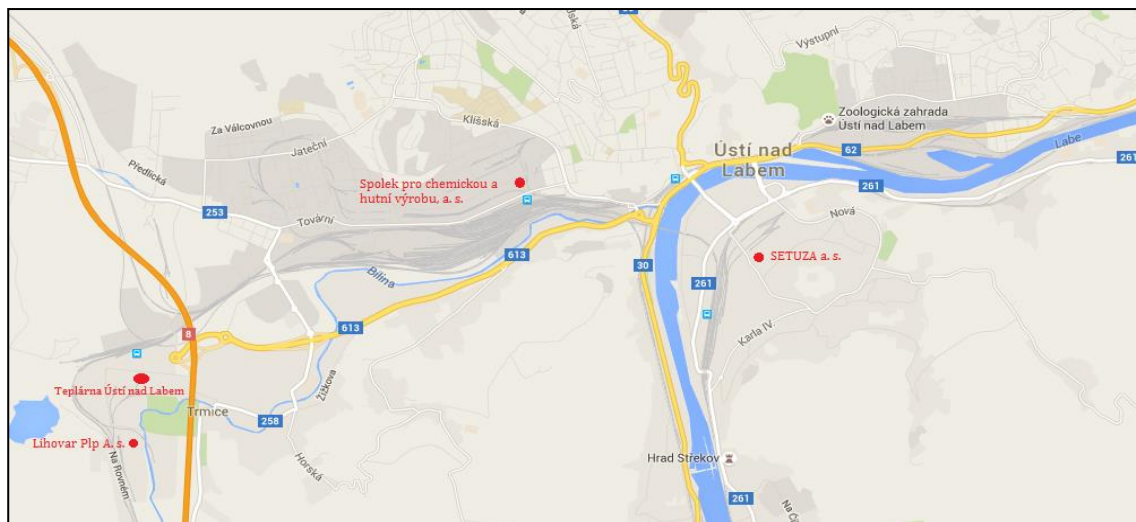 30
dská
Výstupní
Za Válcovnou
Klíšská
Zoologická zahrada
Ústí nad Labem
Jateční
Labe
Předlická
Ústí nad
Labem
62
261
Spolek pro chemickou a
hutní výrobu, a. s.
261
253
Tovární
Nová
613
SETUZA a. s.
Bílina
30
261
8
613
Karla IV.
Teplárna Ústí nad Labem
Žižkova
Trmice
258
Lihovar Plp A. s.
Na Rovném
Horská
Hrad Střekov
261